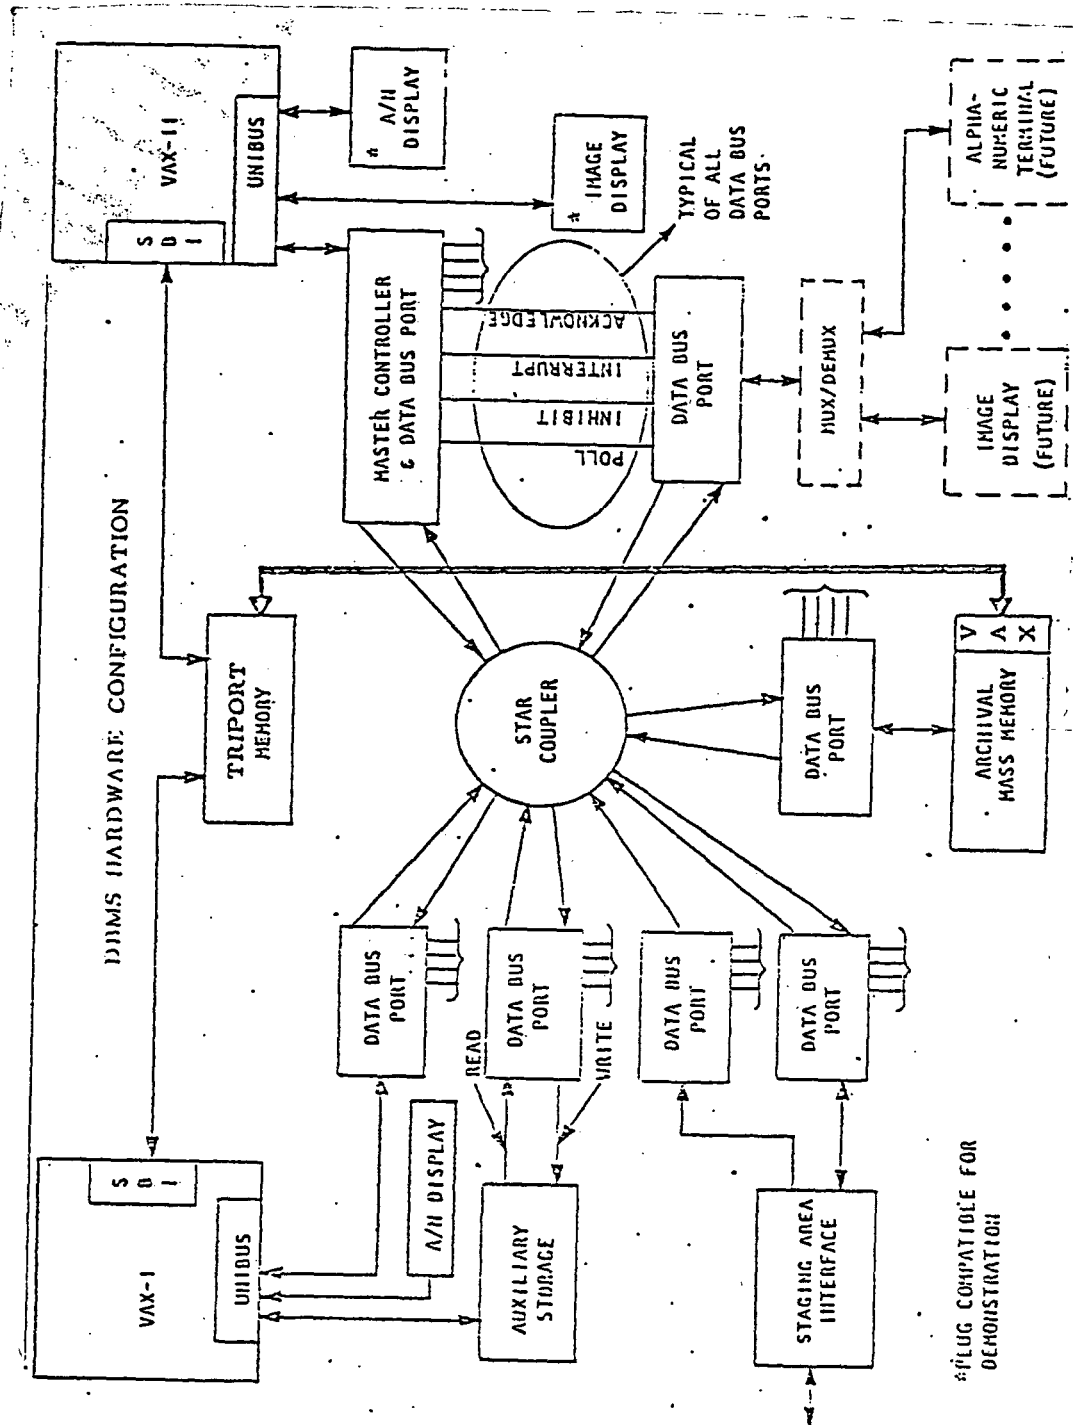 DBMS HARDWARE CONFIGURATION
VAX-I
S
B
I
UNIBUS
TRIPORT
MEMORY
VAX-II
S
B
I
UNIBUS
* A/N
DISPLAY
* IMAGE
DISPLAY
A/N DISPLAY
DATA BUS
PORT
MASTER CONTROLLER
& DATA BUS PORT
ACKNOWLEDGE
INTERRUPT
INHIBIT
POLL
TYPICAL
OF ALL
DATA BUS
PORTS.
READ
DATA BUS
PORT
WRITE
AUXILIARY
STORAGE
STAR
COUPLER
DATA BUS
PORT
DATA BUS
PORT
DATA BUS
PORT
DATA BUS
PORT
MUX/DEMUX
STAGING AREA
INTERFACE
ARCHIVAL
MASS MEMORY
V
A
X
IMAGE
DISPLAY
(FUTURE)
ALPHA-
NUMERIC
TERMINAL
(FUTURE)
*PLUG COMPATIBLE FOR
DEMONSTRATION